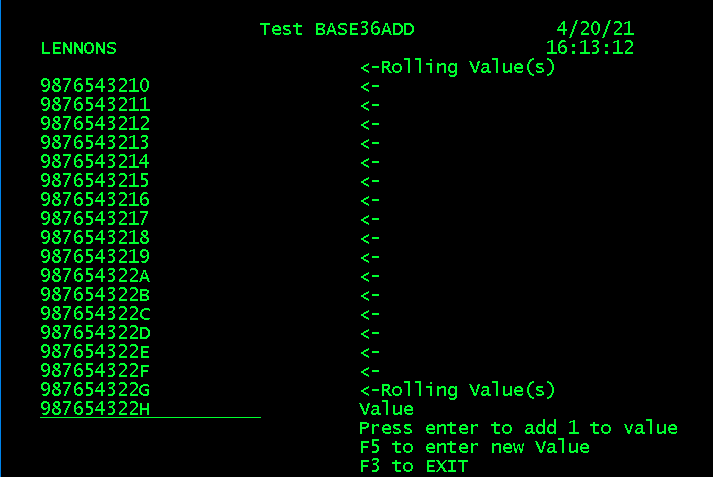 Test BASE36ADD 4/20/21
LENNONS 16:13:12
<-Rolling Value(s)
9876543210 <-
9876543211 <-
9876543212 <-
9876543213 <-
9876543214 <-
9876543215 <-
9876543216 <-
9876543217 <-
9876543218 <-
9876543219 <-
987654322A <-
987654322B <-
987654322C <-
987654322D <-
987654322E <-
987654322F <-
987654322G <-Rolling Value(s)
987654322H Value
Press enter to add 1 to value
F5 to enter new Value
F3 to EXIT